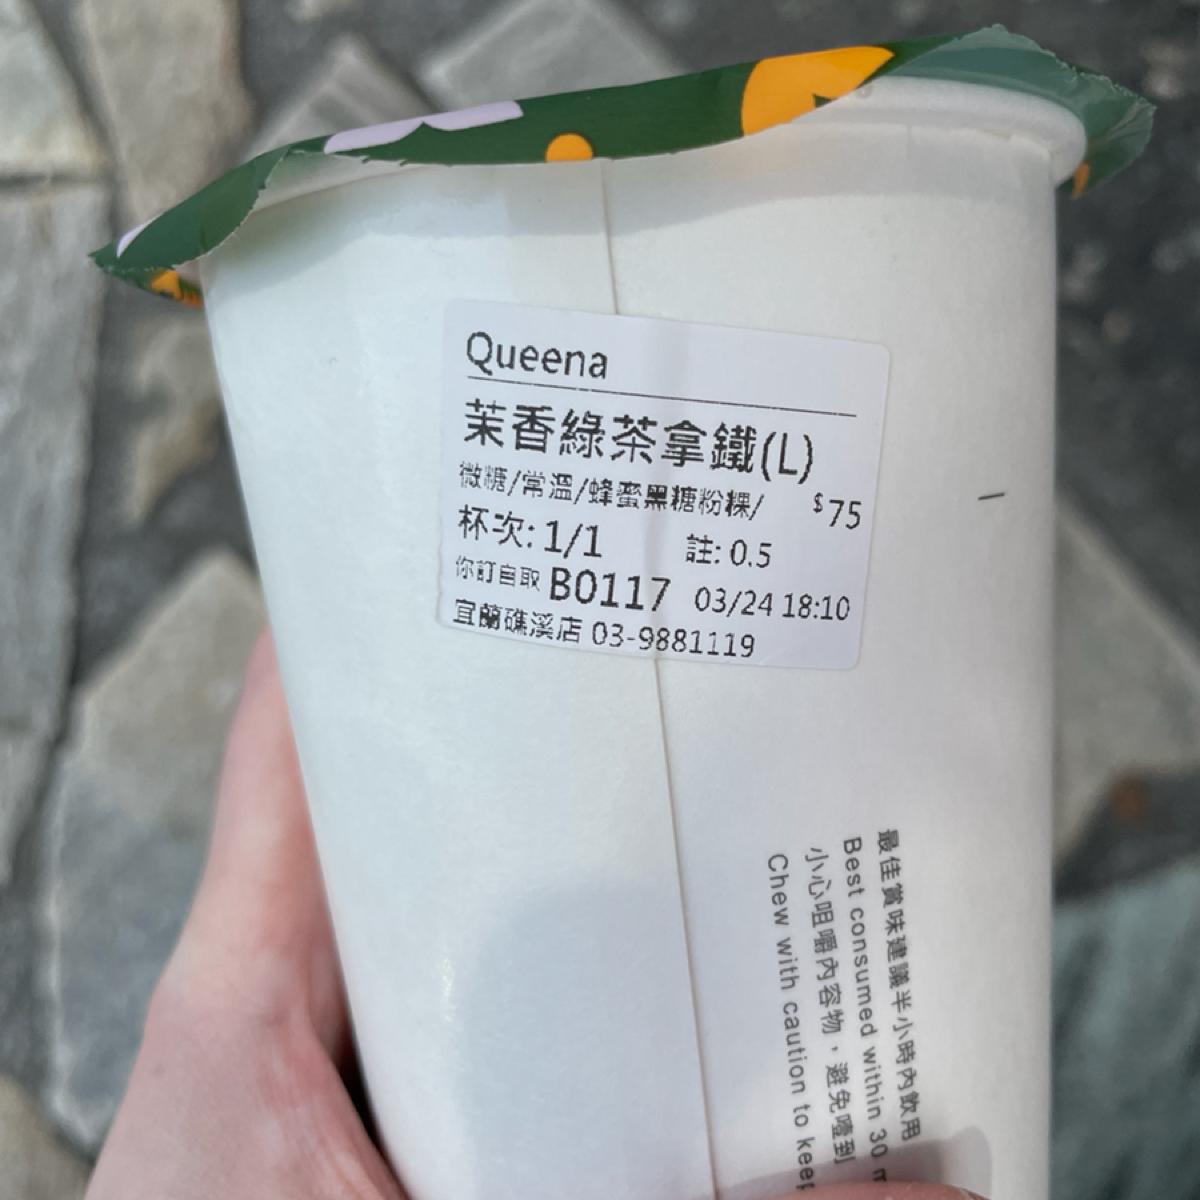 Queena
茉香綠茶拿鐵(L)
微糖/常溫/蜂蜜黑糖粉粿/ $75
杯次: 1/1 註: 0.5
你訂自取 B0117 03/24 18:10
宜蘭礁溪店 03-9881119
最佳賞味建議半小時內飲用
Best consumed within 30
小心咀嚼內容物，避免噎到
Chew with caution to